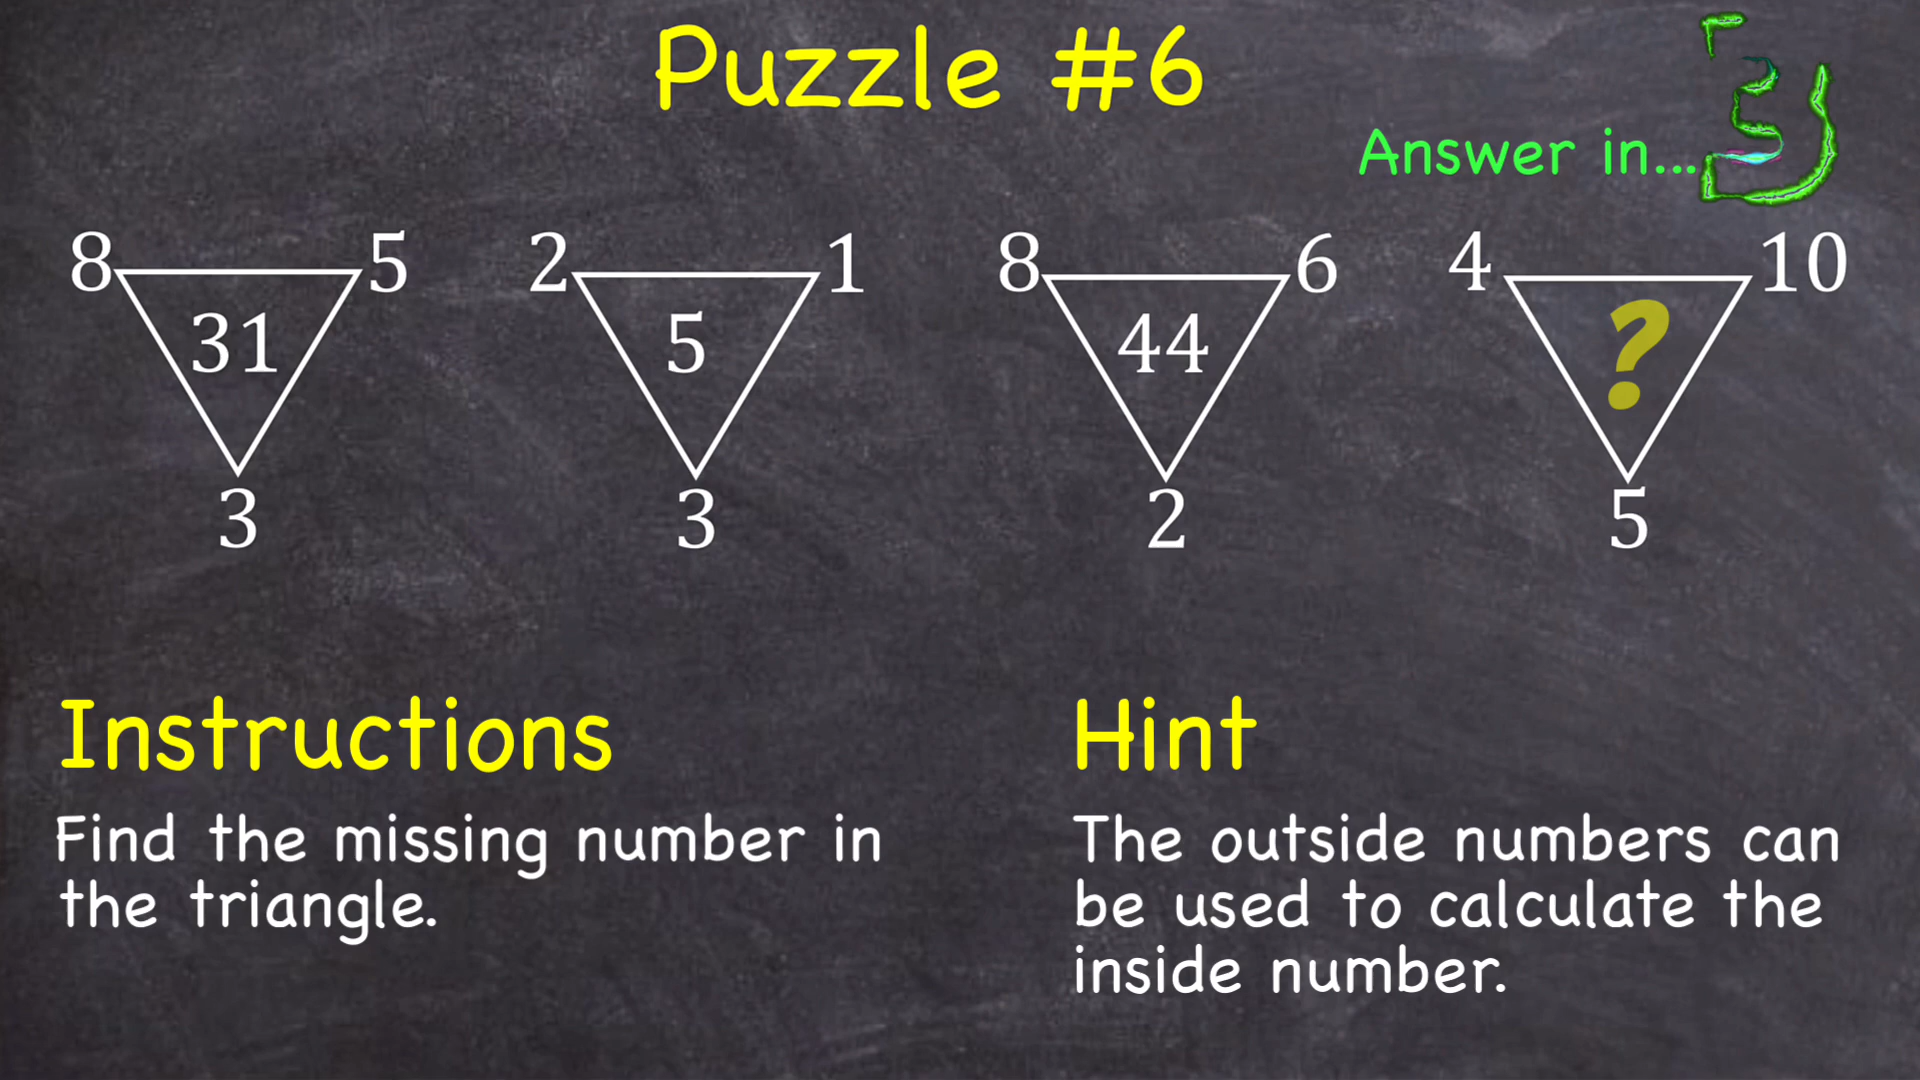 Puzzle #6
Answer in...
8 5 2 1 8 6 4 10
31 5 44 ?
3 3 2 5
Instructions Hint
Find the missing number in
the triangle.
The outside numbers can
be used to calculate the
inside number.